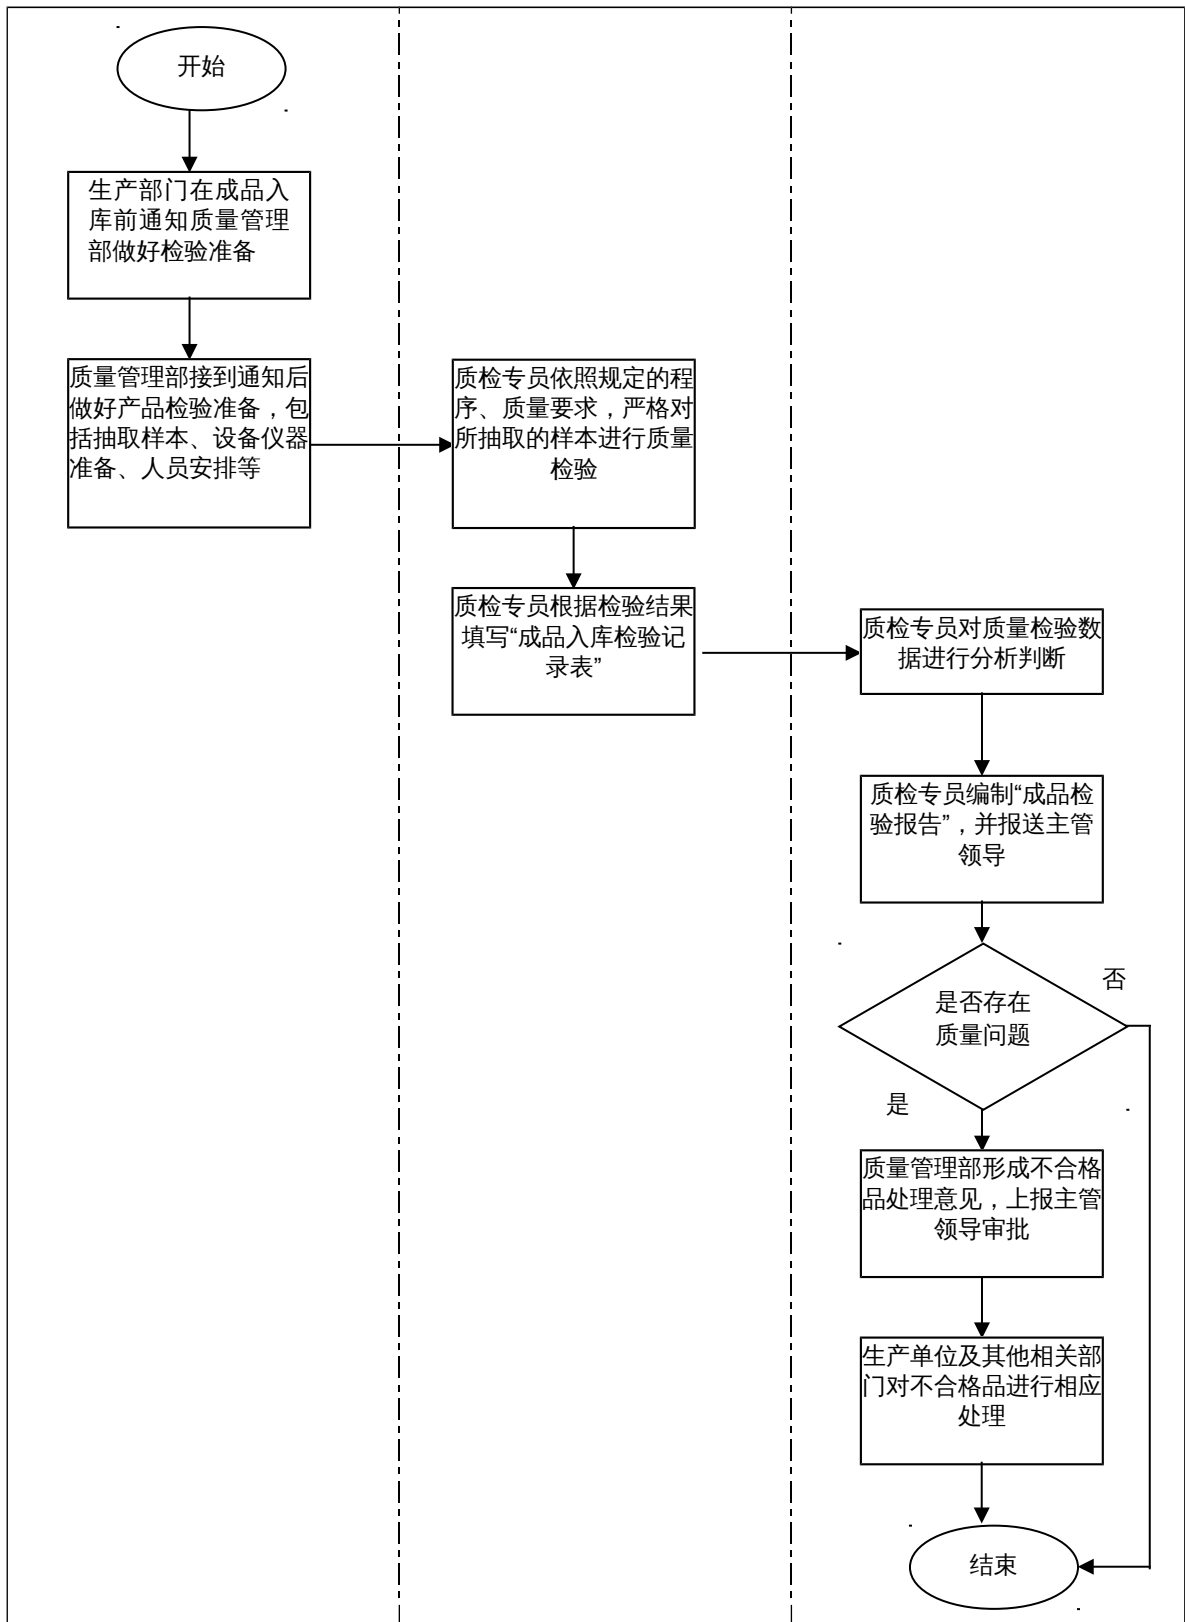 开始
生产部门在成品入
库前通知质量管理
部做好检验准备
质量管理部接到通知后
做好产品检验准备，包
括抽取样本、设备仪器
准备、人员安排等
质检专员依照规定的程
序、质量要求，严格对
所抽取的样本进行质量
检验
质检专员根据检验结果
填写“成品入库检验记
录表”
质检专员对质量检验数
据进行分析判断
质检专员编制“成品检
验报告”，并报送主管
领导
是否存在
质量问题
否
是
质量管理部形成不合格
品处理意见，上报主管
领导审批
生产单位及其他相关部
门对不合格品进行相应
处理
结束